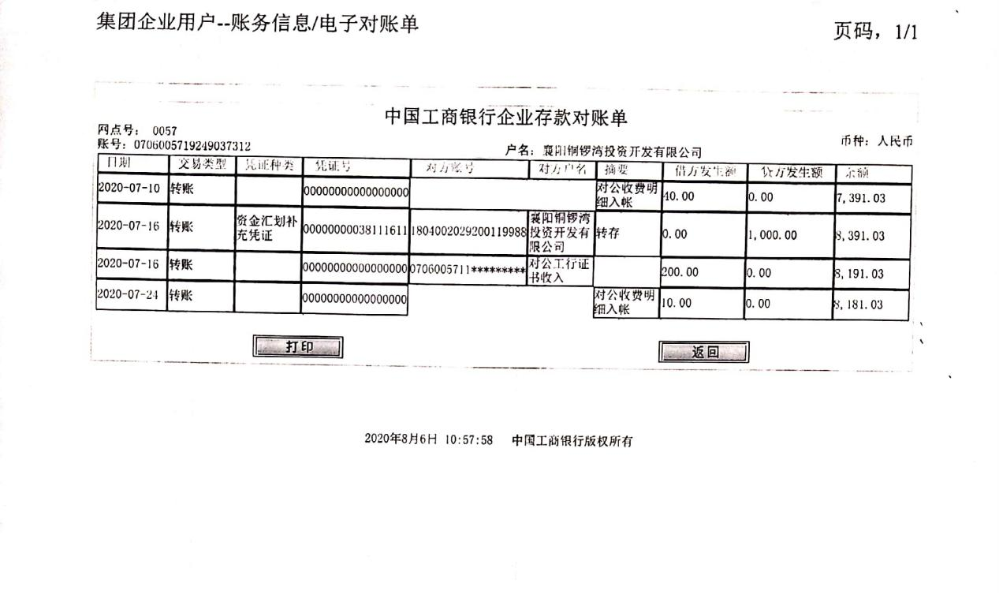 集团企业用户--账务信息/电子对账单
页码，1/1
中国工商银行企业存款对账单
网点号： 0057
账号：0706005719249037312 户名：襄阳铜锣湾投资开发有限公司 币种：人民币
日期 交易类型 凭证种类 凭证号 对方账号 对方户名 摘要 借方发生额 贷方发生额 余额
2020-07-10 转账 00000000000000000 对公收费明细入帐 40.00 0.00 7,391.03
2020-07-16 转账 资金汇划补充凭证 00000000038111611 1804002029200119988 襄阳铜锣湾投资开发有限公司 转存 0.00 1,000.00 8,391.03
2020-07-16 转账 00000000000000000 0706005711********* 对公工行证书收入 200.00 0.00 8,191.03
2020-07-24 转账 00000000000000000 对公收费明细入帐 10.00 0.00 8,181.03
打印 返回
2020年8月6日 10:57:58 中国工商银行版权所有